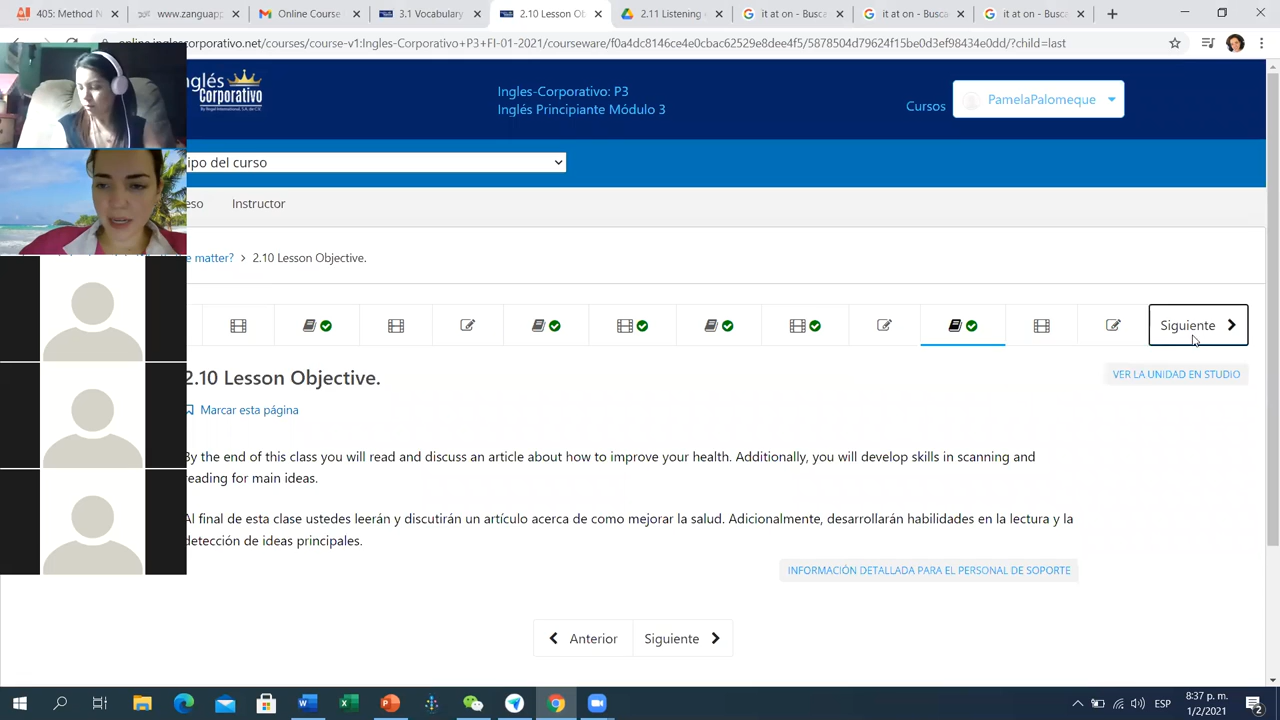 405: Method N
www.zanguapp
Online Course
3.1 Vocabulary
2.10 Lesson Ob
2.11 Listening
it at on - Busca
it at on - Busca
it at on - Busca
online.inglescorporativo.net/courses/course-v1:Ingles-Corporativo+P3+FI-01-2021/courseware/f0a4dc8146ce4e0cbac62529e8dee4f2/5878504d79624f15be0d3ef98434e0dd/?child=last
Inglés
Corporativo
Ingles-Corporativo: P3
Inglés Principiante Módulo 3
Cursos
PamelaPalomeque
ipo del curso
eso
Instructor
e matter? > 2.10 Lesson Objective.
Siguiente
VER LA UNIDAD EN STUDIO
2.10 Lesson Objective.
Marcar esta página
By the end of this class you will read and discuss an article about how to improve your health. Additionally, you will develop skills in scanning and
reading for main ideas.
Al final de esta clase ustedes leerán y discutirán un artículo acerca de como mejorar la salud. Adicionalmente, desarrollarán habilidades en la lectura y la
detección de ideas principales.
INFORMACIÓN DETALLADA PARA EL PERSONAL DE SOPORTE
Anterior
Siguiente
ESP
8:37 p. m.
1/2/2021
2